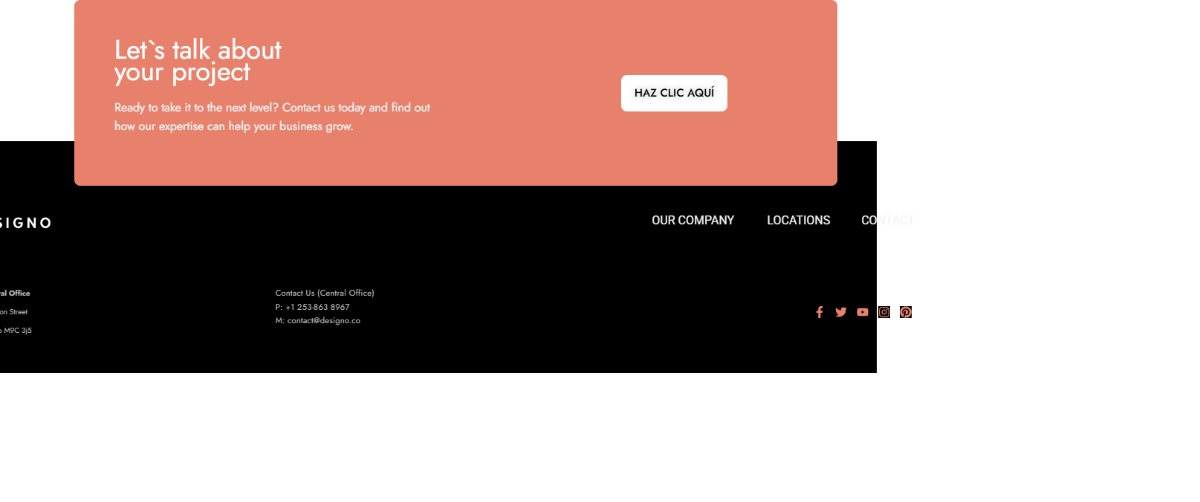 Let`s talk about
your project
Ready to take it to the next level? Contact us today and find out
how our expertise can help your business grow.
HAZ CLIC AQUÍ
SIGNO
OUR COMPANY LOCATIONS CONTACT
al Office
on Street
M9C 3j5
Contact Us (Central Office)
P: +1 253-863 8967
M: contact@designo.co